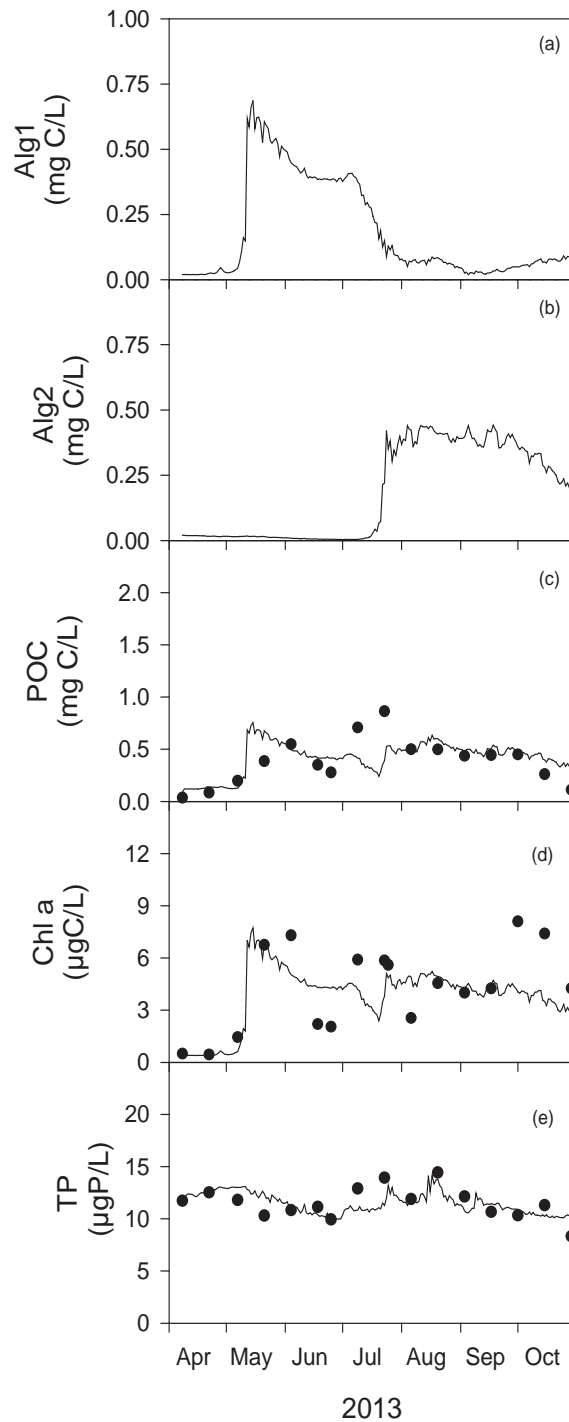 1.00
0.75
0.50
0.25
0.00
Alg1
(mg C/L)
(a)
0.75
0.50
0.25
0.00
Alg2
(mg C/L)
(b)
2.0
1.5
1.0
0.5
0.0
POC
(mg C/L)
(c)
12
9
6
3
0
Chl a
(µgC/L)
(d)
20
15
10
5
0
TP
(µgP/L)
(e)
Apr May Jun Jul Aug Sep Oct
2013